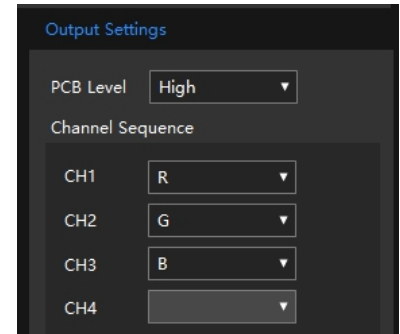 Output Settings
PCB Level High
Channel Sequence
CH1 R
CH2 G
CH3 B
CH4